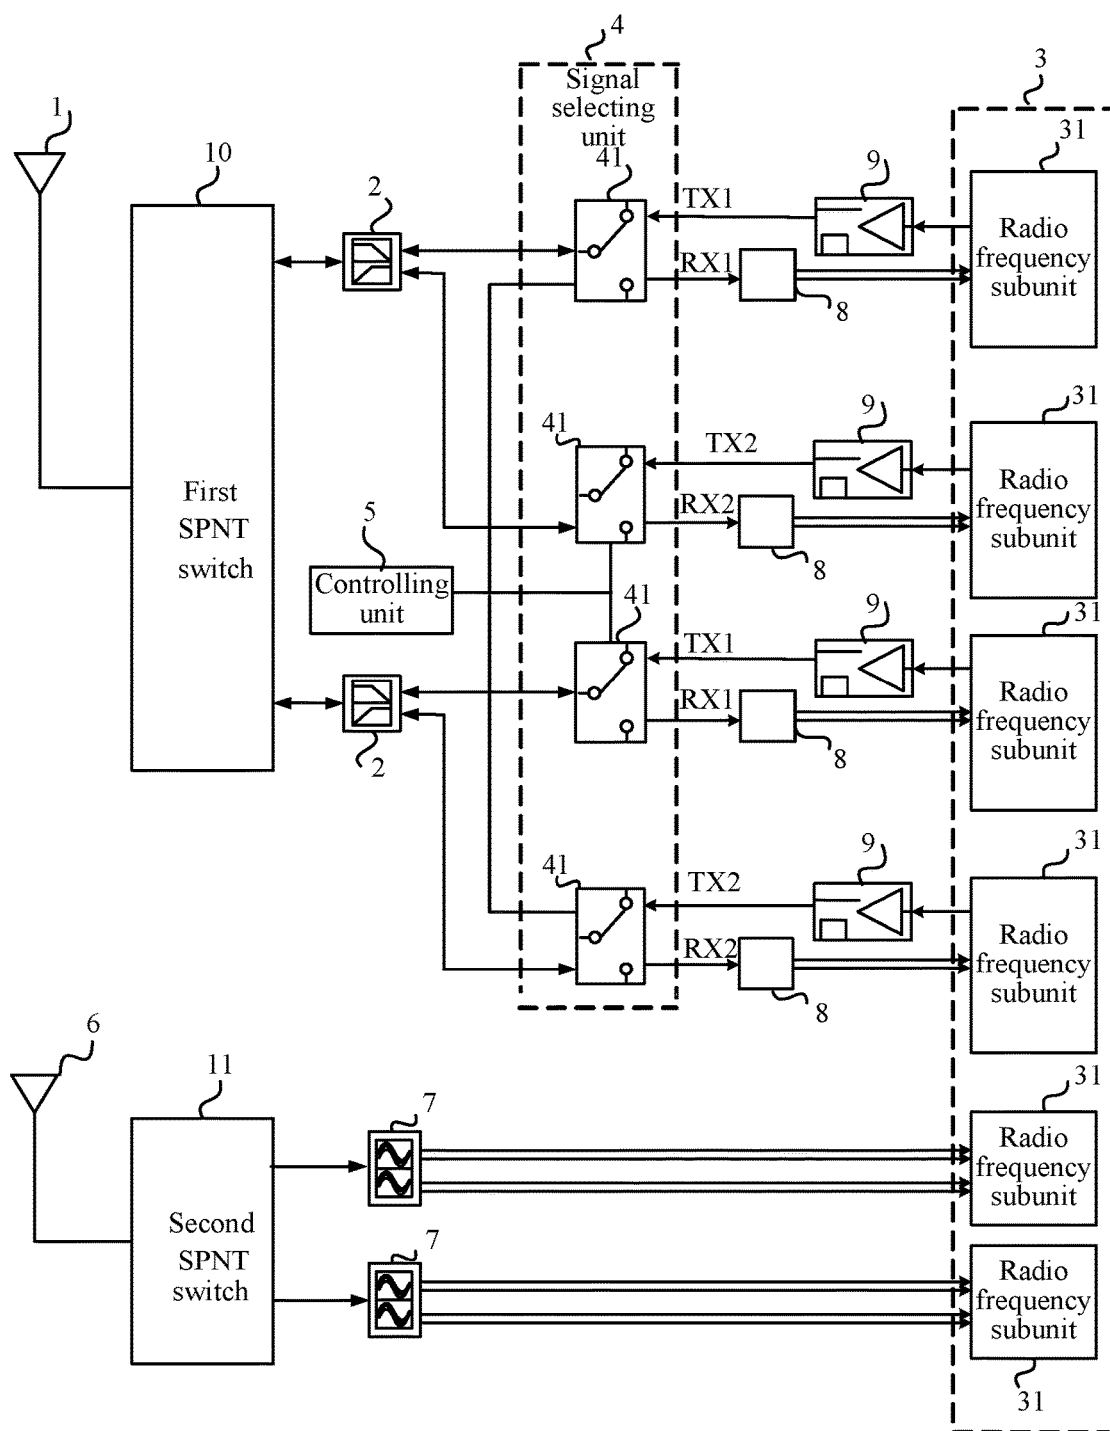 4
Signal
selecting
unit
3
1
10
2
41
TX1
RX1
9
8
31
Radio
frequency
subunit
41
TX2
RX2
9
8
31
Radio
frequency
subunit
First
SPNT
switch
5
Controlling
unit
41
TX1
RX1
9
8
31
Radio
frequency
subunit
2
41
TX2
RX2
9
8
31
Radio
frequency
subunit
6
11
7
31
Radio
frequency
subunit
Second
SPNT
switch
7
Radio
frequency
subunit
31